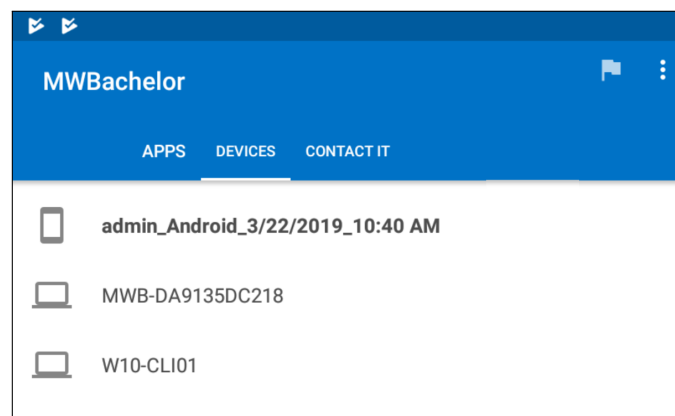 MWBachelor
APPS DEVICES CONTACT IT
admin_Android_3/22/2019_10:40 AM
MWB-DA9135DC218
W10-CLI01